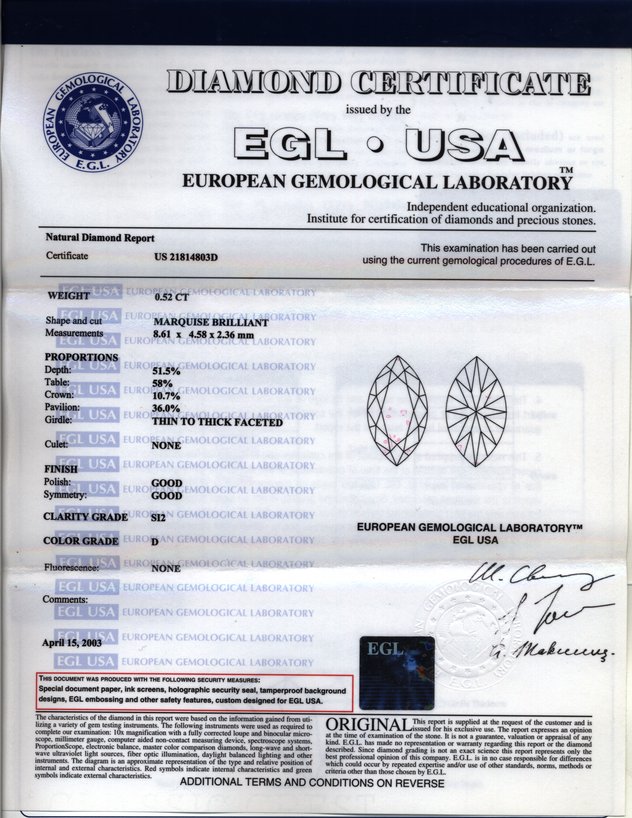 DIAMOND CERTIFICATE
issued by the
EGL • USA
EUROPEAN GEMOLOGICAL LABORATORY™
EUROPEAN GEMOLOGICAL LABORATORY
E.G.L.
Independent educational organization.
Institute for certification of diamonds and precious stones.
Natural Diamond Report
Certificate US 21814803D
This examination has been carried out
using the current gemological procedures of E.G.L.
WEIGHT 0.52 CT
Shape and cut MARQUISE BRILLIANT
Measurements 8.61 x 4.58 x 2.36 mm
PROPORTIONS
Depth: 51.5%
Table: 58%
Crown: 10.7%
Pavilion: 36.0%
Girdle: THIN TO THICK FACETED
Culet: NONE
FINISH
Polish: GOOD
Symmetry: GOOD
CLARITY GRADE SI2
COLOR GRADE D
Fluorescence: NONE
Comments:
April 15, 2003
EUROPEAN GEMOLOGICAL LABORATORY™
EGL USA
EGL
THIS DOCUMENT WAS PRODUCED WITH THE FOLLOWING SECURITY MEASURES:
Special document paper, ink screens, holographic security seal, tamperproof background
designs, EGL embossing and other safety features, custom designed for EGL USA.
The characteristics of the diamond in this report were based on the information gained from uti-
lizing a variety of gem testing instruments. The following instruments were used in order to
complete our examination: 10x magnification with a fully corrected loupe and binocular micro-
scope, millimeter gauge, computer aided non-contact measuring device, spectroscope systems,
ProportionScope, electronic balance, master color comparison diamonds, long-wave and short-
wave ultraviolet light sources, fiber optic illumination, daylight balanced lighting and other
instruments. The diagram is an approximate representation of the type and relative position of
internal and external characteristics. Red symbols indicate internal characteristics and green
symbols indicate external characteristics.
ORIGINAL This report is supplied at the request of the customer and is
issued for his exclusive use. The report expresses an opinion
at the time of examination of the stone. It is not a guarantee, valuation or appraisal of any
kind. E.G.L. has made no representation or warranty regarding this report or the diamond
described. Since diamond grading is not an exact science this report represents only the
best professional opinion of this company. E.G.L. is in no case responsible for differences
which could occur by repeated expertise and/or use of other standards, norms, methods or
criteria other than those chosen by E.G.L.
ADDITIONAL TERMS AND CONDITIONS ON REVERSE